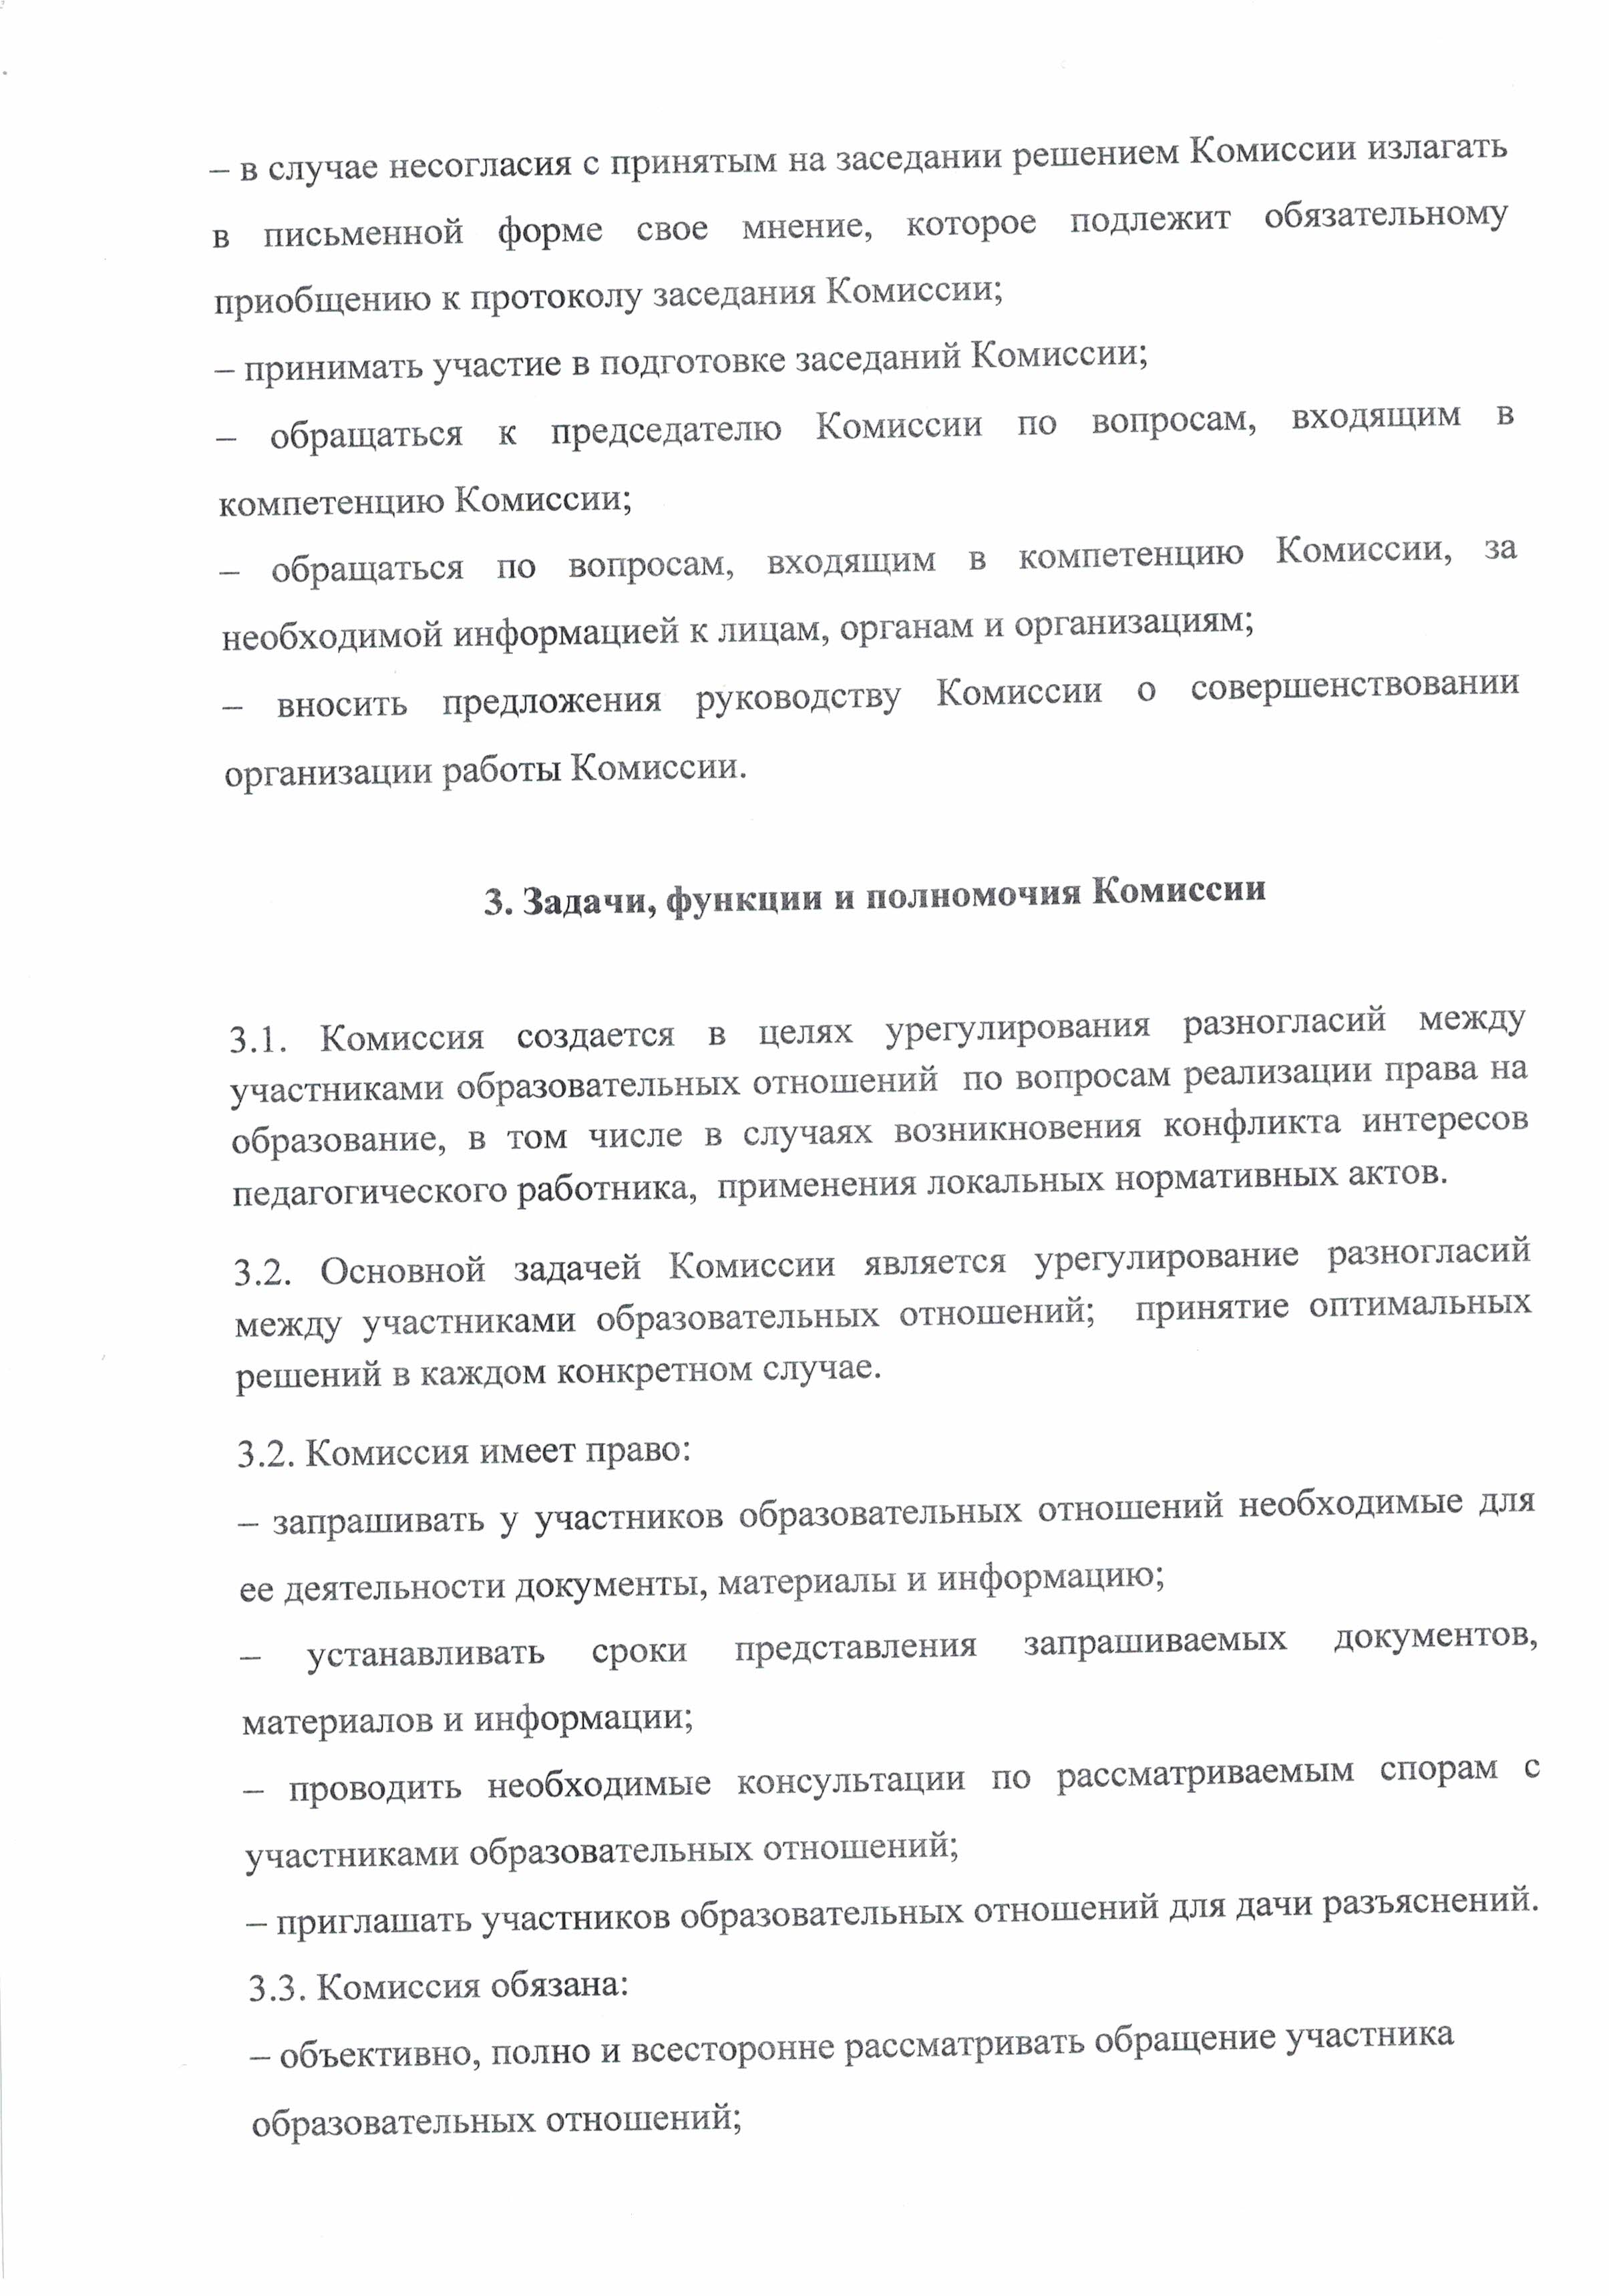 – в случае несогласия с принятым на заседании решением Комиссии излагать
в письменной форме свое мнение, которое подлежит обязательному
приобщению к протоколу заседания Комиссии;
– принимать участие в подготовке заседаний Комиссии;
– обращаться к председателю Комиссии по вопросам, входящим в
компетенцию Комиссии;
– обращаться по вопросам, входящим в компетенцию Комиссии, за
необходимой информацией к лицам, органам и организациям;
– вносить предложения руководству Комиссии о совершенствовании
организации работы Комиссии.
3. Задачи, функции и полномочия Комиссии
3.1. Комиссия создается в целях урегулирования разногласий между
участниками образовательных отношений по вопросам реализации права на
образование, в том числе в случаях возникновения конфликта интересов
педагогического работника, применения локальных нормативных актов.
3.2. Основной задачей Комиссии является урегулирование разногласий
между участниками образовательных отношений; принятие оптимальных
решений в каждом конкретном случае.
3.2. Комиссия имеет право:
– запрашивать у участников образовательных отношений необходимые для
ее деятельности документы, материалы и информацию;
– устанавливать сроки представления запрашиваемых документов,
материалов и информации;
– проводить необходимые консультации по рассматриваемым спорам с
участниками образовательных отношений;
– приглашать участников образовательных отношений для дачи разъяснений.
3.3. Комиссия обязана:
– объективно, полно и всесторонне рассматривать обращение участника
образовательных отношений;